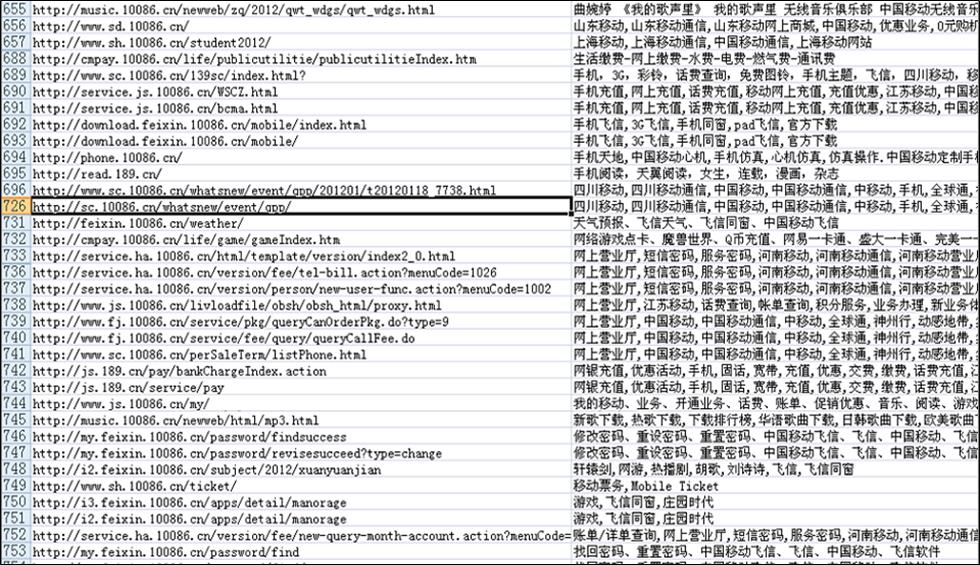 655 http://music.10086.cn/newweb/zq/2012/qwt_wdgs/qwt_wdgs.html 曲婉婷 《我的歌声里》 我的歌声里 无线音乐俱乐部 中国移动无线音乐
656 http://www.sd.10086.cn/ 山东移动,山东移动通信,山东移动网上商城,中国移动,优惠业务,0元购机
657 http://www.sh.10086.cn/student2012/ 上海移动,上海移动通信,中国移动通信,上海移动网站
688 http://cmpay.10086.cn/life/publicutilitie/publicutilitieIndex.htm 生活缴费-网上缴费-水费-电费-燃气费-通讯费
689 http://www.sc.10086.cn/139sc/index.html? 手机, 3G, 彩铃, 话费查询, 免费图铃, 手机主题, 飞信, 四川移动, 移
690 http://service.js.10086.cn/WSCZ.html 手机充值,网上充值,话费充值,移动网上充值,充值优惠,江苏移动,中国移
691 http://service.js.10086.cn/bcma.html 手机充值,网上充值,话费充值,移动网上充值,充值优惠,江苏移动,中国移
692 http://download.feixin.10086.cn/mobile/index.html 手机飞信,3G飞信,手机同窗,pad飞信,官方下载
693 http://download.feixin.10086.cn/mobile/ 手机飞信,3G飞信,手机同窗,pad飞信,官方下载
694 http://phone.10086.cn/ 手机天地,中国移动心机,手机仿真,心机仿真,仿真操作.中国移动定制手机
695 http://read.189.cn/ 手机阅读, 天翼阅读, 女生, 连载, 漫画, 杂志
696 http://www.sc.10086.cn/whatsnew/event/gpp/201201/t20120118_7738.html 四川移动,四川移动通信,中国移动,中国移动通信,中移动,手机,全球通,
726 http://sc.10086.cn/whatsnew/event/gpp/ 四川移动,四川移动通信,中国移动,中国移动通信,中移动,手机,全球通,
731 http://feixin.10086.cn/weather/ 天气预报、飞信天气、飞信同窗、中国移动飞信
732 http://cmpay.10086.cn/life/game/gameIndex.htm 网络游戏点卡、魔兽世界、Q币充值、网易一卡通、盛大一卡通、完美一
733 http://service.ha.10086.cn/html/template/version/index2_0.html 网上营业厅,短信密码,服务密码,河南移动,河南移动通信,河南移动营业厅
736 http://service.ha.10086.cn/version/fee/tel-bill.action?menuCode=1026 网上营业厅,短信密码,服务密码,河南移动,河南移动通信,河南移动营业厅
737 http://service.ha.10086.cn/version/person/new-user-func.action?menuCode=1002 网上营业厅,短信密码,服务密码,河南移动,河南移动通信,河南移动营业厅
738 http://www.js.10086.cn/livloadfile/obsh/obsh_html/proxy.html 网上营业厅,江苏移动,话费查询,帐单查询,积分服务,业务办理,新业务体
739 http://www.fj.10086.cn/service/pkg/queryCanOrderPkg.do?type=9 网上营业厅,中国移动,中国移动通信,中移动,全球通,神州行,动感地带,
740 http://www.fj.10086.cn/service/fee/query/queryCallFee.do 网上营业厅,中国移动,中国移动通信,中移动,全球通,神州行,动感地带,
741 http://www.sc.10086.cn/perSaleTerm/listPhone.html 网上营业厅,中国移动,中国移动通信,中移动,全球通,神州行,动感地带,
742 http://js.189.cn/pay/bankChargeIndex.action 网银充值,优惠活动,手机,固话,宽带,充值,优惠,交费,缴费,话费充值,江
743 http://js.189.cn/service/pay 网银充值,优惠活动,手机,固话,宽带,充值,优惠,交费,缴费,话费充值,江
744 http://www.js.10086.cn/my/ 我的移动、业务、开通业务、话费、账单、促销优惠、音乐、阅读、游戏
745 http://music.10086.cn/newweb/html/mp3.html 新歌下载,热歌下载,下载排行榜,华语歌曲下载,日韩歌曲下载,欧美歌曲
746 http://my.feixin.10086.cn/password/findsuccess 修改密码、重设密码、重置密码、中国移动飞信、飞信、中国移动、飞信
747 http://my.feixin.10086.cn/password/revisesucceed?type=change 修改密码、重设密码、重置密码、中国移动飞信、飞信、中国移动、飞信
748 http://i2.feixin.10086.cn/subject/2012/xuanyuanjian 轩辕剑,网游,热播剧,胡歌,刘诗诗,飞信,飞信同窗
749 http://www.sh.10086.cn/ticket/ 移动票务,Mobile Ticket
750 http://i3.feixin.10086.cn/apps/detail/manorage 游戏,飞信同窗,庄园时代
751 http://i2.feixin.10086.cn/apps/detail/manorage 游戏,飞信同窗,庄园时代
752 http://service.ha.10086.cn/version/fee/new-query-month-account.action?menuCode= 账单/详单查询,网上营业厅,短信密码,服务密码,河南移动,河南移动通信
753 http://my.feixin.10086.cn/password/find 找回密码、重置密码、中国移动飞信、飞信、中国移动、飞信软件